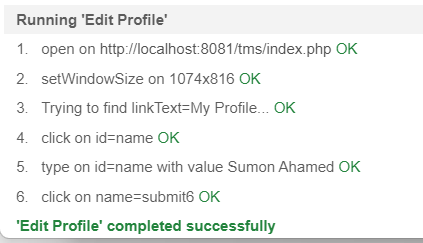 Running 'Edit Profile'
1. open on http://localhost:8081/tms/index.php OK
2. setWindowSize on 1074x816 OK
3. Trying to find linkText=My Profile... OK
4. click on id=name OK
5. type on id=name with value Sumon Ahamed OK
6. click on name=submit6 OK
'Edit Profile' completed successfully